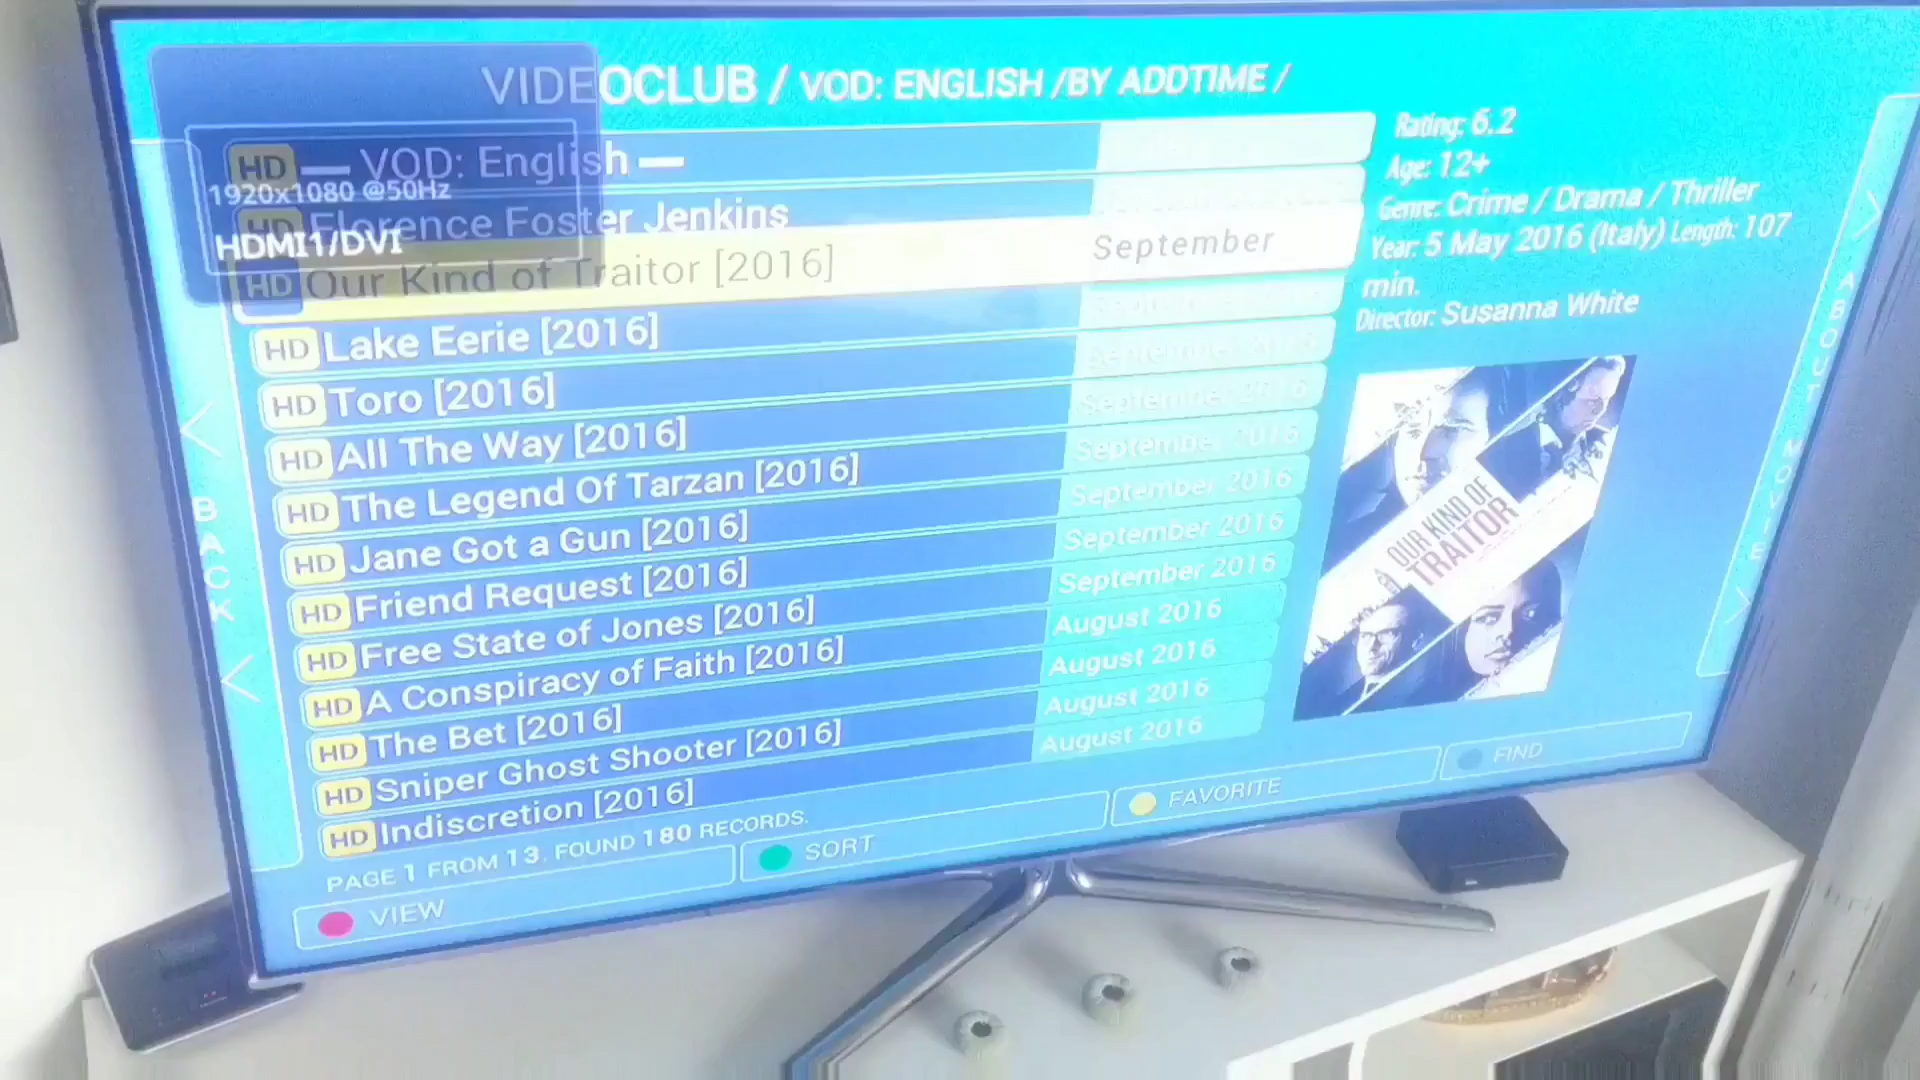 VIDEOCLUB / VOD: ENGLISH /BY ADDTIME /
HD — VOD: English —
1920x1080 @50Hz
HD Florence Foster Jenkins
HDMI1/DVI
HD Our Kind of Traitor [2016] September
HD Lake Eerie [2016]
HD Toro [2016] September 2016
HD All The Way [2016] September 2016
HD The Legend Of Tarzan [2016] September 2016
HD Jane Got a Gun [2016] September 2016
HD Friend Request [2016] September 2016
HD Free State of Jones [2016] September 2016
HD A Conspiracy of Faith [2016] August 2016
HD The Bet [2016] August 2016
HD Sniper Ghost Shooter [2016] August 2016
HD Indiscretion [2016] August 2016
PAGE 1 FROM 13. FOUND 180 RECORDS.
VIEW
SORT
FAVORITE
FIND
BACK
Rating: 6.2
Age: 12+
Genre: Crime / Drama / Thriller
Year: 5 May 2016 (Italy) Length: 107
min.
Director: Susanna White
OUR KIND OF
TRAITOR
ABOUT MOVIE